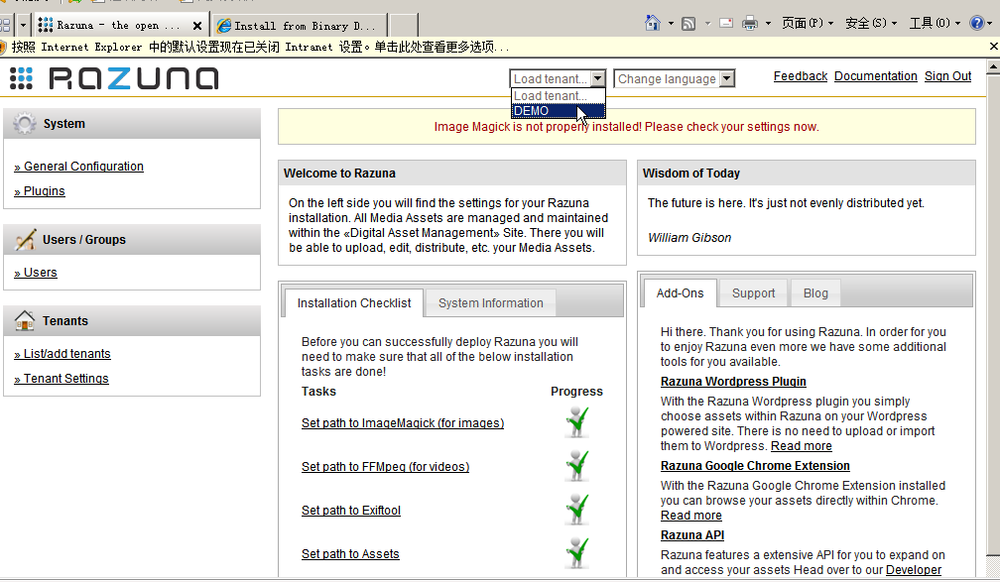 Razuna - the open ...
Install from Binary D...
页面(P)
安全(S)
工具(O)
按照 Internet Explorer 中的默认设置现在已关闭 Intranet 设置。单击此处查看更多选项...
RAZUNA
Load tenant...
Change language
Feedback Documentation Sign Out
Load tenant...
DEMO
Image Magick is not properly installed! Please check your settings now.
System
» General Configuration
» Plugins
Users / Groups
» Users
Tenants
» List/add tenants
» Tenant Settings
Welcome to Razuna
On the left side you will find the settings for your Razuna
installation. All Media Assets are managed and maintained
within the «Digital Asset Management» Site. There you will
be able to upload, edit, distribute, etc. your Media Assets.
Wisdom of Today
The future is here. It's just not evenly distributed yet.
William Gibson
Installation Checklist
System Information
Before you can successfully deploy Razuna you will
need to make sure that all of the below installation
tasks are done!
Tasks Progress
Set path to ImageMagick (for images)
Set path to FFMpeg (for videos)
Set path to Exiftool
Set path to Assets
Add-Ons
Support
Blog
Hi there. Thank you for using Razuna. In order for you
to enjoy Razuna even more we have some additional
tools for you available.
Razuna Wordpress Plugin
With the Razuna Wordpress plugin you simply
choose assets within Razuna on your Wordpress
powered site. There is no need to upload or import
them to Wordpress. Read more
Razuna Google Chrome Extension
With the Razuna Google Chrome Extension installed
you can browse your assets directly within Chrome.
Read more
Razuna API
Razuna features a extensive API for you to expand on
and access your assets Head over to our Developer